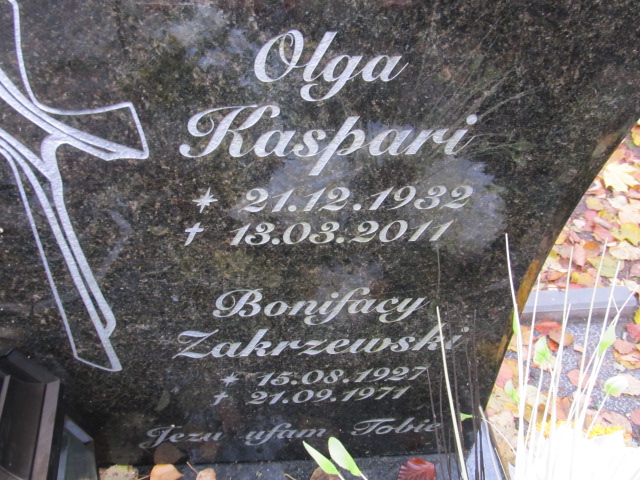 Olga
Kaspari
* 21.12.1932
† 13.03.2011
Bonifacy
Zakrzewski
* 15.08.1927
† 21.09.1971
Jezu ufam Tobie